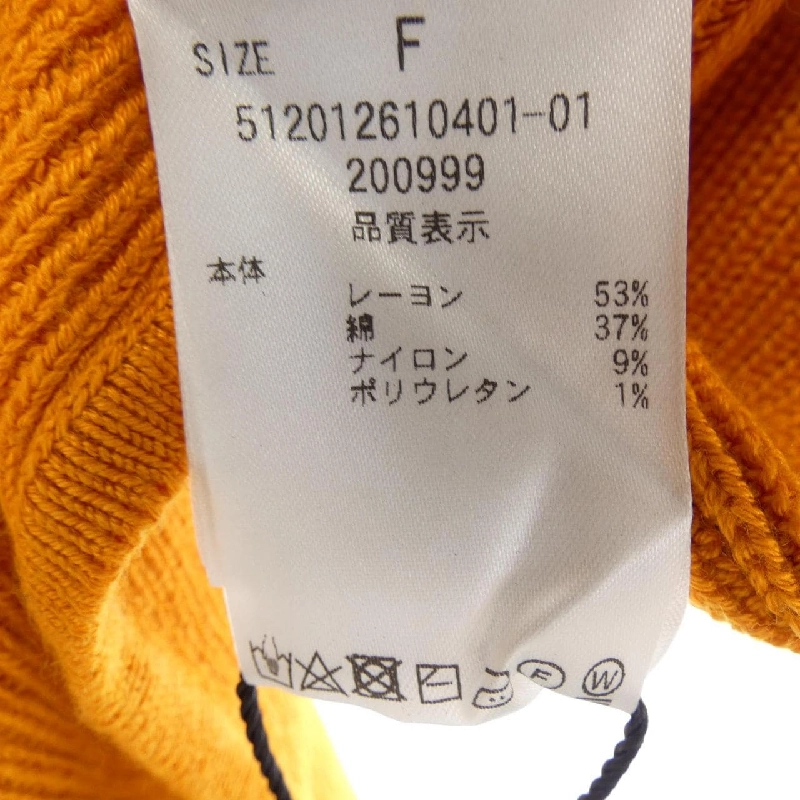 SIZE F
512012610401-01
200999
品質表示
本体
レーヨン 53%
綿 37%
ナイロン 9%
ポリウレタン 1%
F W